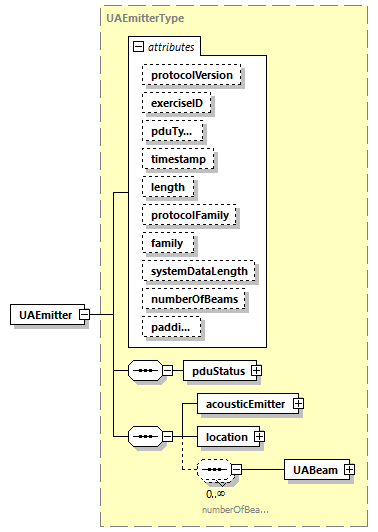 UAEmitterType
attributes
protocolVersion
exerciseID
pduTy...
timestamp
length
protocolFamily
family
systemDataLength
numberOfBeams
paddi...
UAEmitter
pduStatus
acousticEmitter
location
UABeam
0..∞
numberOfBea...